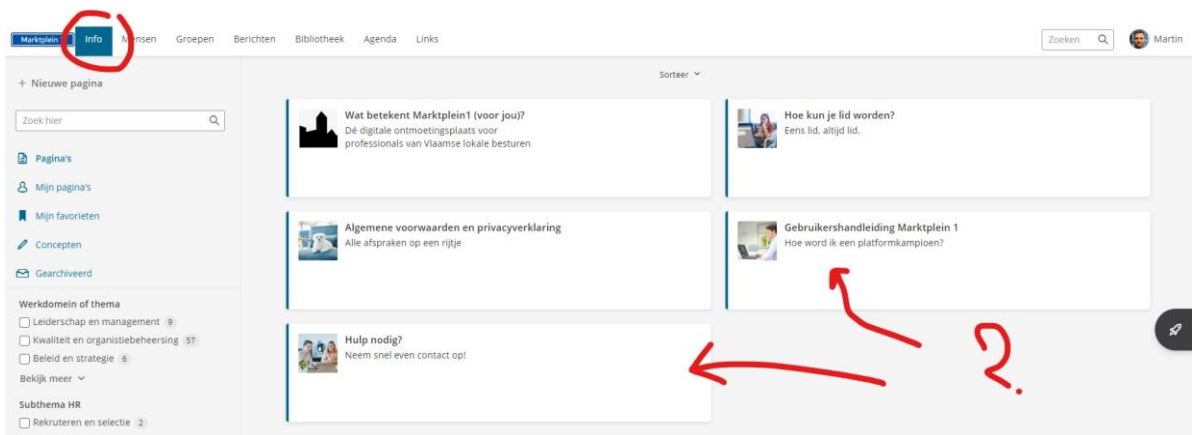 Marktplein
Info
Mensen
Groepen
Berichten
Bibliotheek
Agenda
Links
Zoeken
Martin
+ Nieuwe pagina
Sorteer
Zoek hier
Pagina's
Mijn pagina's
Mijn favorieten
Concepten
Gearchiveerd
Werkdomein of thema
Leiderschap en management 9
Kwaliteit en organistiebeheersing 57
Beleid en strategie 6
Bekijk meer
Subthema HR
Rekruteren en selectie 2
Wat betekent Marktplein1 (voor jou)?
Dé digitale ontmoetingsplaats voor
professionals van Vlaamse lokale besturen
Hoe kun je lid worden?
Eens lid, altijd lid.
Algemene voorwaarden en privacyverklaring
Alle afspraken op een rijtje
Gebruikershandleiding Marktplein 1
Hoe word ik een platformkampioen?
Hulp nodig?
Neem snel even contact op!
?